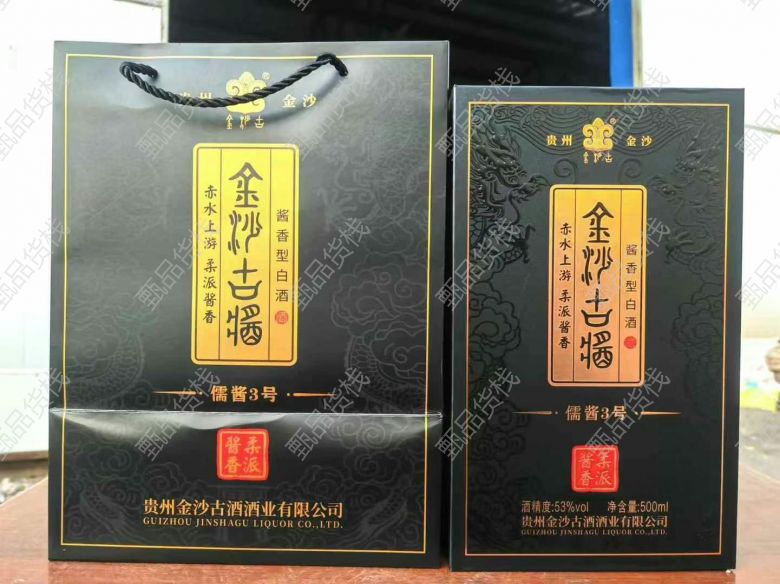 贵州 金沙
金沙古
金沙古酱
酱香型白酒
赤水上游 柔派酱香
儒酱3号
柔派
酱香
贵州金沙古酒酒业有限公司
GUIZHOU JINSHAGU LIQUOR CO.,LTD.
贵州 金沙
金沙古
金沙古酱
酱香型白酒
赤水上游 柔派酱香
儒酱3号
柔派
酱香
酒精度:53%vol 净含量:500ml
贵州金沙古酒酒业有限公司
GUIZHOU JINSHAGU LIQUOR CO.,LTD.
甄品货栈